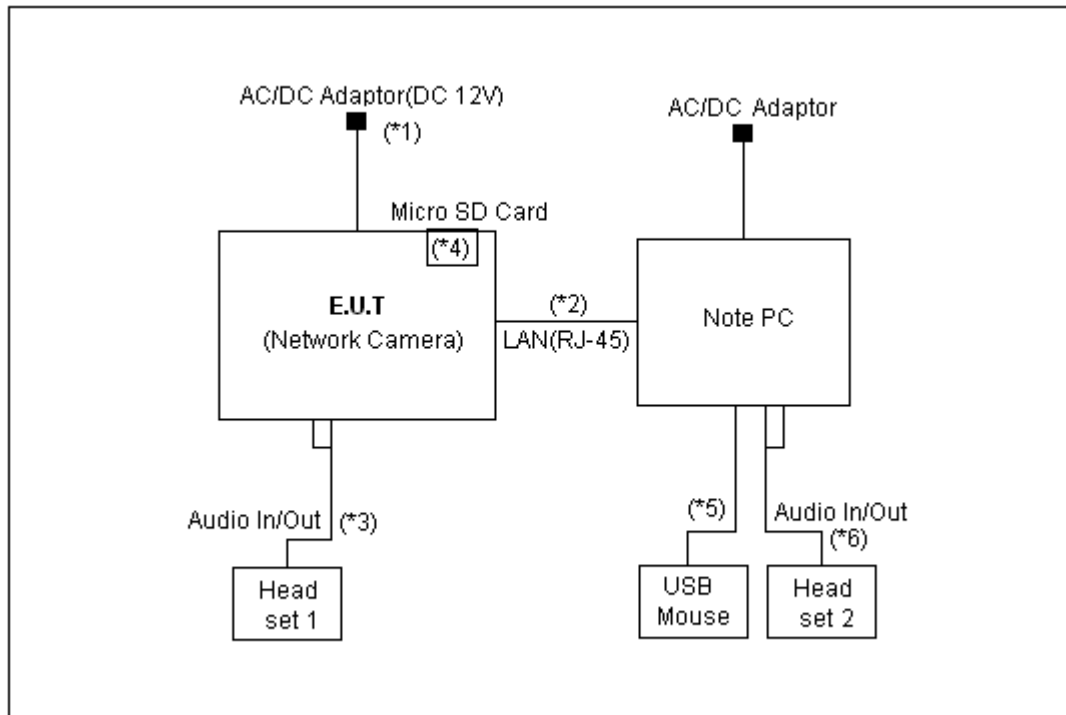 AC/DC Adaptor(DC 12V)
(*1)
AC/DC Adaptor
Micro SD Card
(*4)
E.U.T
(Network Camera)
(*2)
LAN(RJ-45)
Note PC
Audio In/Out
(*3)
(*5)
Audio In/Out
(*6)
Head
set 1
USB
Mouse
Head
set 2